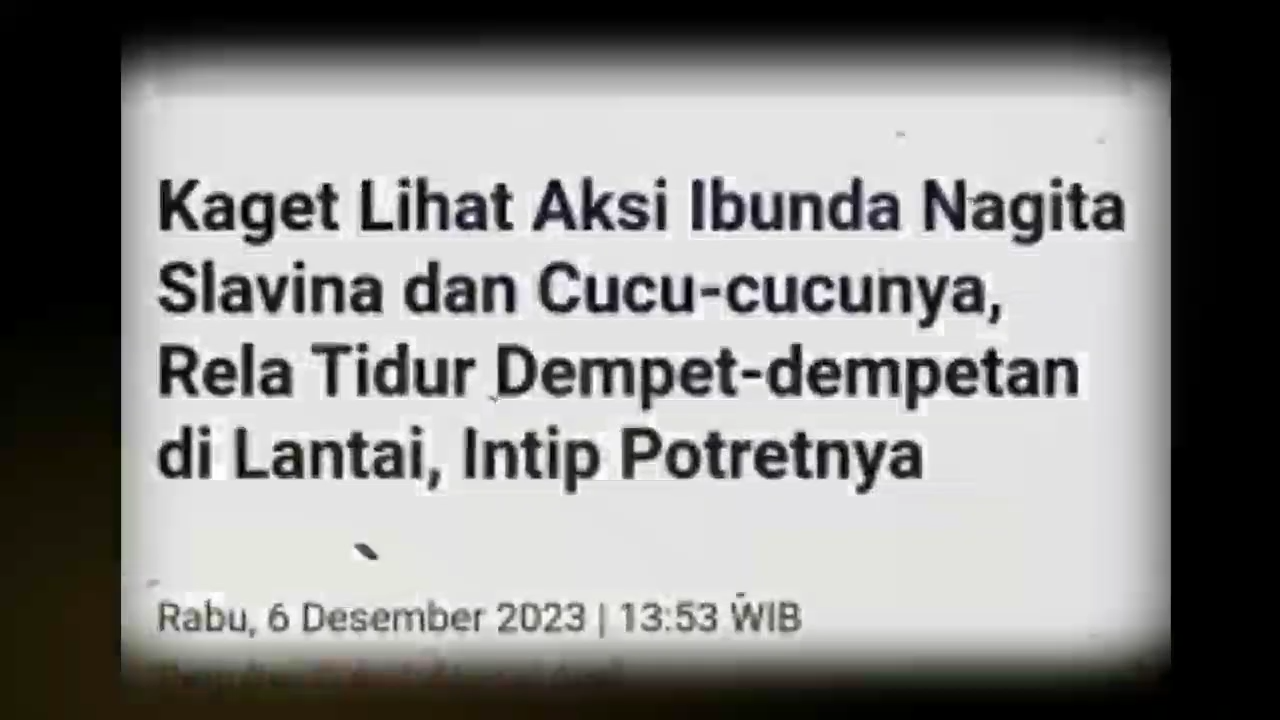 Kaget Lihat Aksi Ibunda Nagita
Slavina dan Cucu-cucunya,
Rela Tidur Dempet-dempetan
di Lantai, Intip Potretnya
Rabu, 6 Desember 2023 | 13:53 WIB